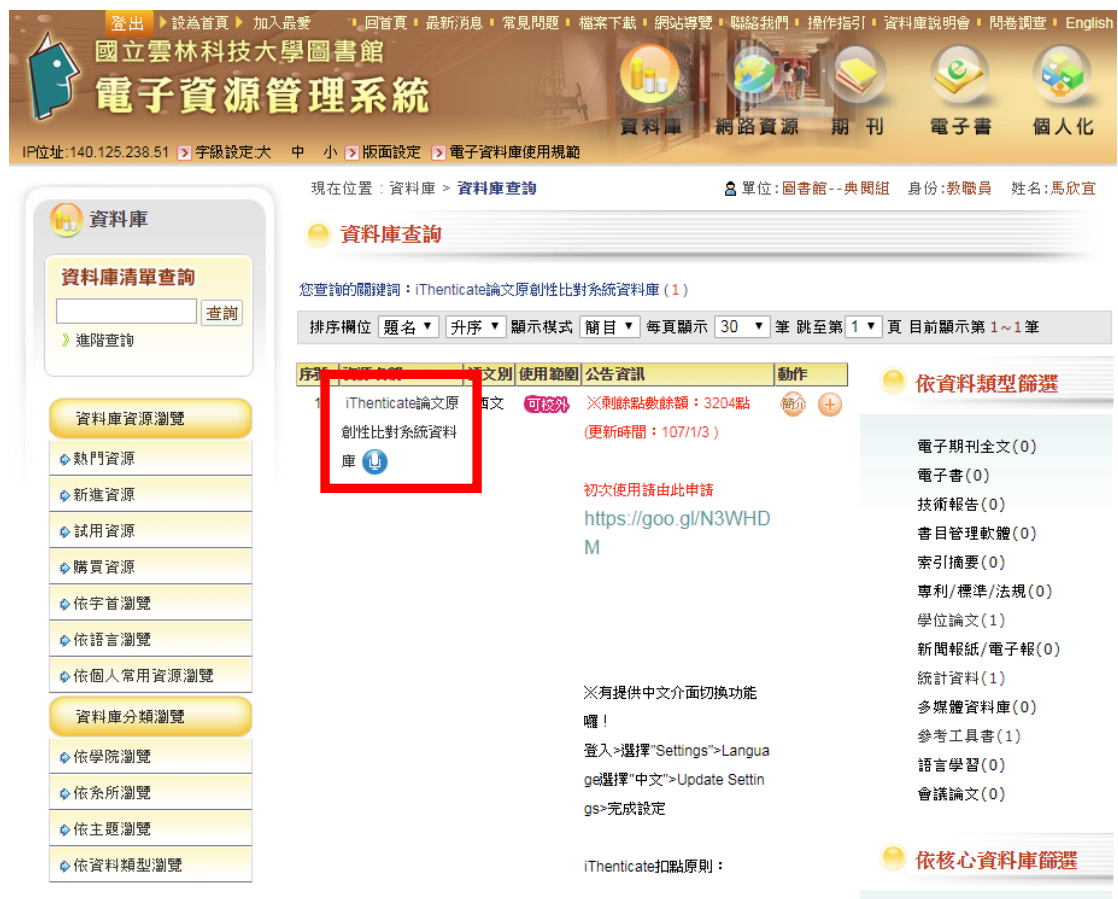 登出 設為首頁 加入最愛 回首頁 最新消息 常見問題 檔案下載 網站導覽 聯絡我們 操作指引 資料庫說明會 問卷調查 English
國立雲林科技大學圖書館
電子資源管理系統
資料庫 網路資源 期 刊 電子書 個人化
IP位址:140.125.238.51 字級設定:大 中 小 版面設定 電子資料庫使用規範
現在位置 : 資料庫 > 資料庫查詢 單位:圖書館--典閱組 身份:教職員 姓名:馬欣宜
資料庫
資料庫清單查詢
查詢
》進階查詢
資料庫資源瀏覽
熱門資源
新進資源
試用資源
購買資源
依字首瀏覽
依語言瀏覽
依個人常用資源瀏覽
資料庫分類瀏覽
依學院瀏覽
依系所瀏覽
依主題瀏覽
依資料類型瀏覽
資料庫查詢
您查詢的關鍵詞：iThenticate論文原創性比對系統資料庫 (1)
排序欄位 題名 升序 顯示模式 簡目 每頁顯示 30 筆 跳至第 1 頁 目前顯示第 1~1 筆
使用範圍 公告資訊 動作
iThenticate論文原 西文 可校外 ※剩餘點數餘額：3204點 簡介 +
創性比對系統資料 (更新時間：107/1/3 )
庫
初次使用請由此申請
https://goo.gl/N3WHD
M
※有提供中文介面切換功能
喔！
登入>選擇"Settings">Langua
ge選擇"中文">Update Settin
gs>完成設定
iThenticate扣點原則：
依資料類型篩選
電子期刊全文(0)
電子書(0)
技術報告(0)
書目管理軟體(0)
索引摘要(0)
專利/標準/法規(0)
學位論文(1)
新聞報紙/電子報(0)
統計資料(1)
多媒體資料庫(0)
參考工具書(1)
語言學習(0)
會議論文(0)
依核心資料庫篩選